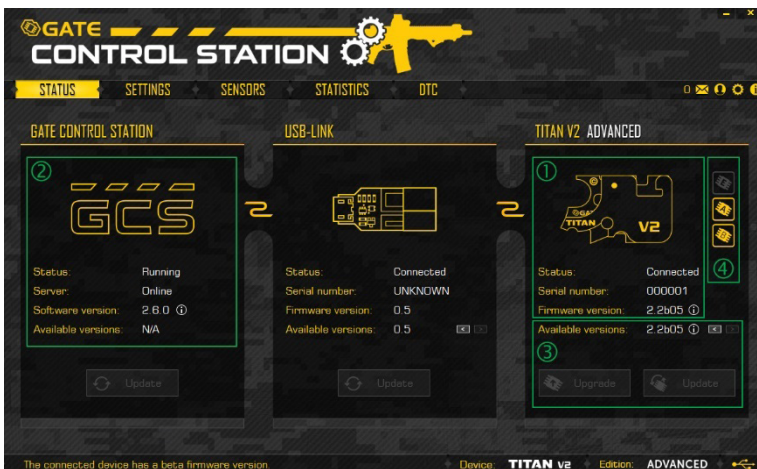 GATE
CONTROL STATION
STATUS SETTINGS SENSORS STATISTICS DTC 0
GATE CONTROL STATION
② 
GCS
Status: Running
Server: Online
Software version: 2.6.0
Available versions: N/A
Update
USB-LINK
Status: Connected
Serial number: UNKNOWN
Firmware version: 0.5
Available versions: 0.5
Update
TITAN V2 ADVANCED
①
GATE
TITAN V2
A
B
④
Status: Connected
Serial number: 000001
Firmware version: 2.2b05
Available versions: 2.2b05
③
Upgrade Update
The connected device has a beta firmware version Device: TITAN V2 Edition: ADVANCED